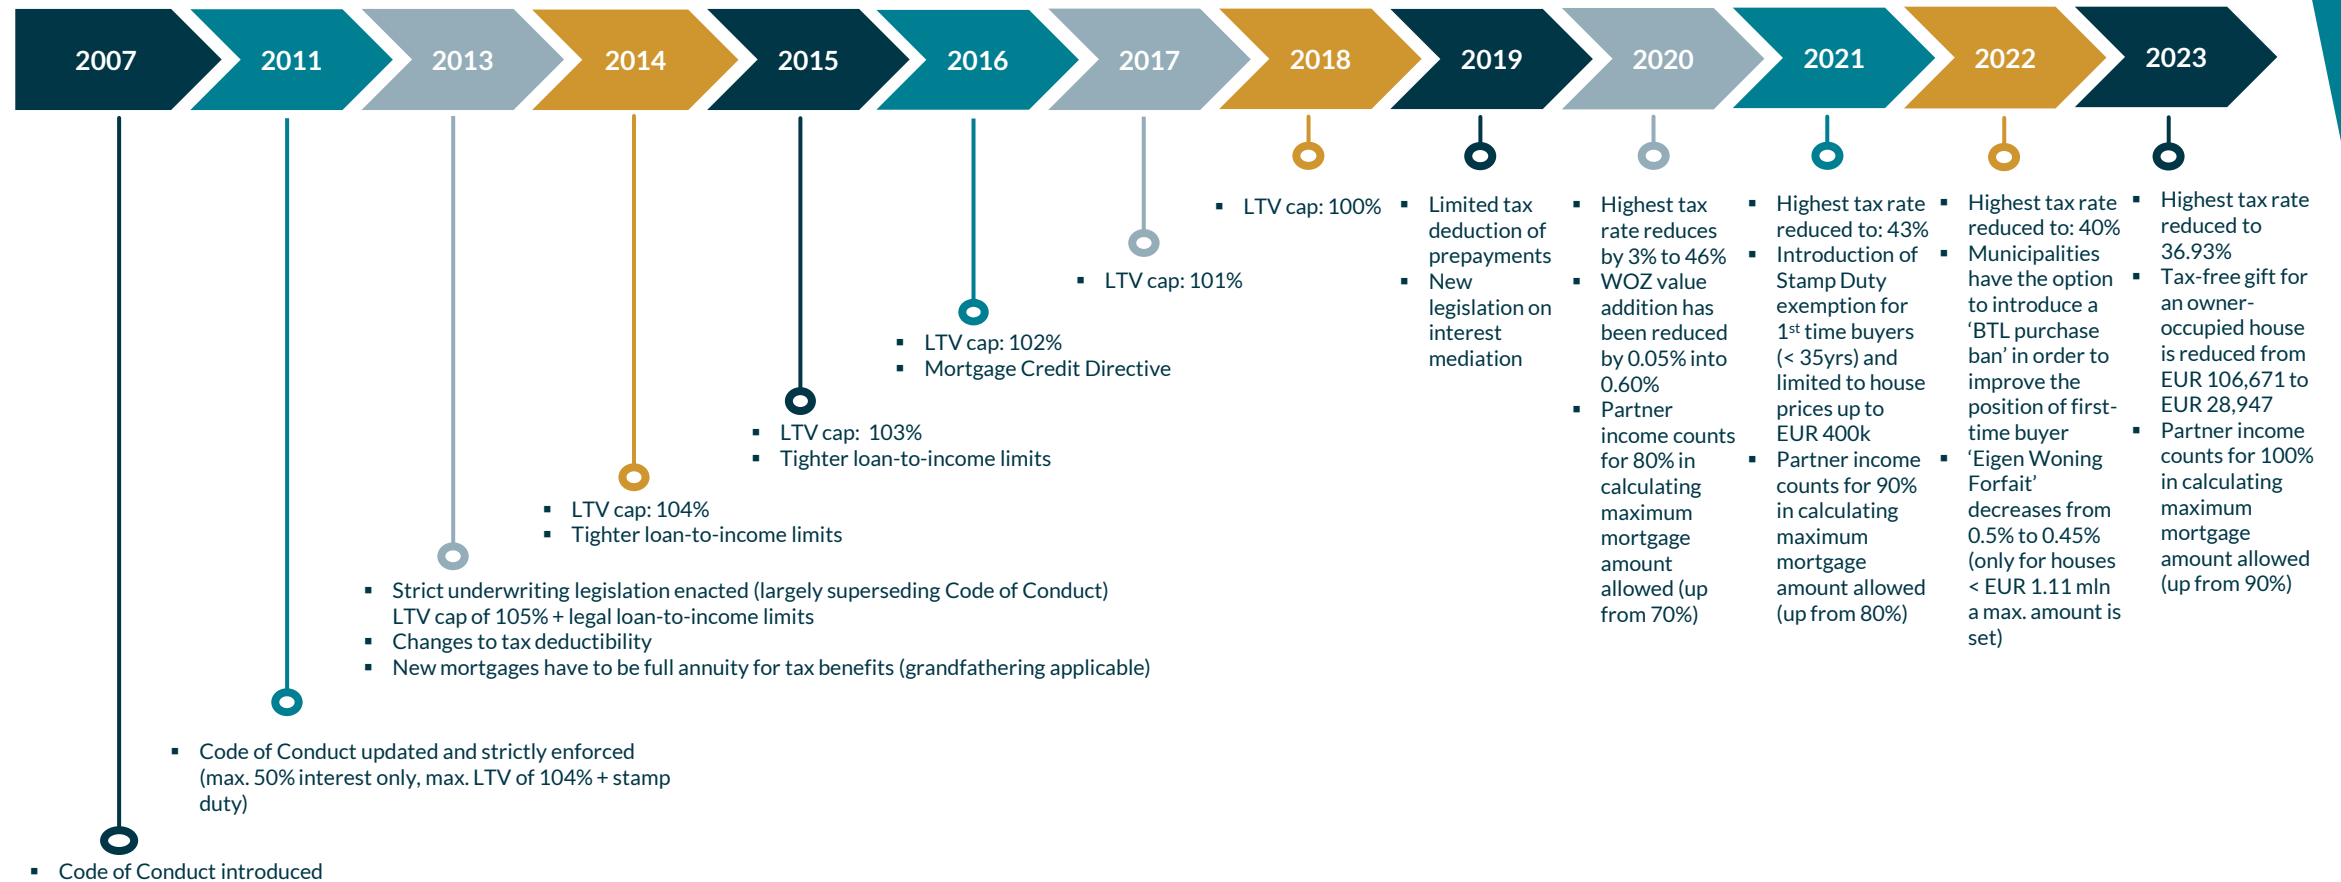 2007
2011
2013
2014
2015
2016
2017
2018
2019
2020
2021
2022
2023
▪ Code of Conduct introduced
▪ Code of Conduct updated and strictly enforced
(max. 50% interest only, max. LTV of 104% + stamp
duty)
▪ Strict underwriting legislation enacted (largely superseding Code of Conduct)
LTV cap of 105% + legal loan-to-income limits
▪ Changes to tax deductibility
▪ New mortgages have to be full annuity for tax benefits (grandfathering applicable)
▪ LTV cap: 104%
▪ Tighter loan-to-income limits
▪ LTV cap: 103%
▪ Tighter loan-to-income limits
▪ LTV cap: 102%
▪ Mortgage Credit Directive
▪ LTV cap: 101%
▪ LTV cap: 100%
▪ Limited tax
deduction of
prepayments
▪ New
legislation on
interest
mediation
▪ Highest tax
rate reduces
by 3% to 46%
▪ WOZ value
addition has
been reduced
by 0.05% into
0.60%
▪ Partner
income counts
for 80% in
calculating
maximum
mortgage
amount
allowed (up
from 70%)
▪ Highest tax rate
reduced to: 43%
▪ Introduction of
Stamp Duty
exemption for
1st time buyers
(< 35yrs) and
limited to house
prices up to
EUR 400k
▪ Partner income
counts for 90%
in calculating
maximum
mortgage
amount allowed
(up from 80%)
▪ Highest tax rate
reduced to: 40%
▪ Municipalities
have the option
to introduce a
‘BTL purchase
ban’ in order to
improve the
position of first-
time buyer
▪ ‘Eigen Woning
Forfait’
decreases from
0.5% to 0.45%
(only for houses
< EUR 1.11 mln
a max. amount is
set)
▪ Highest tax rate
reduced to
36.93%
▪ Tax-free gift for
an owner-
occupied house
is reduced from
EUR 106,671 to
EUR 28,947
▪ Partner income
counts for 100%
in calculating
maximum
mortgage
amount allowed
(up from 90%)